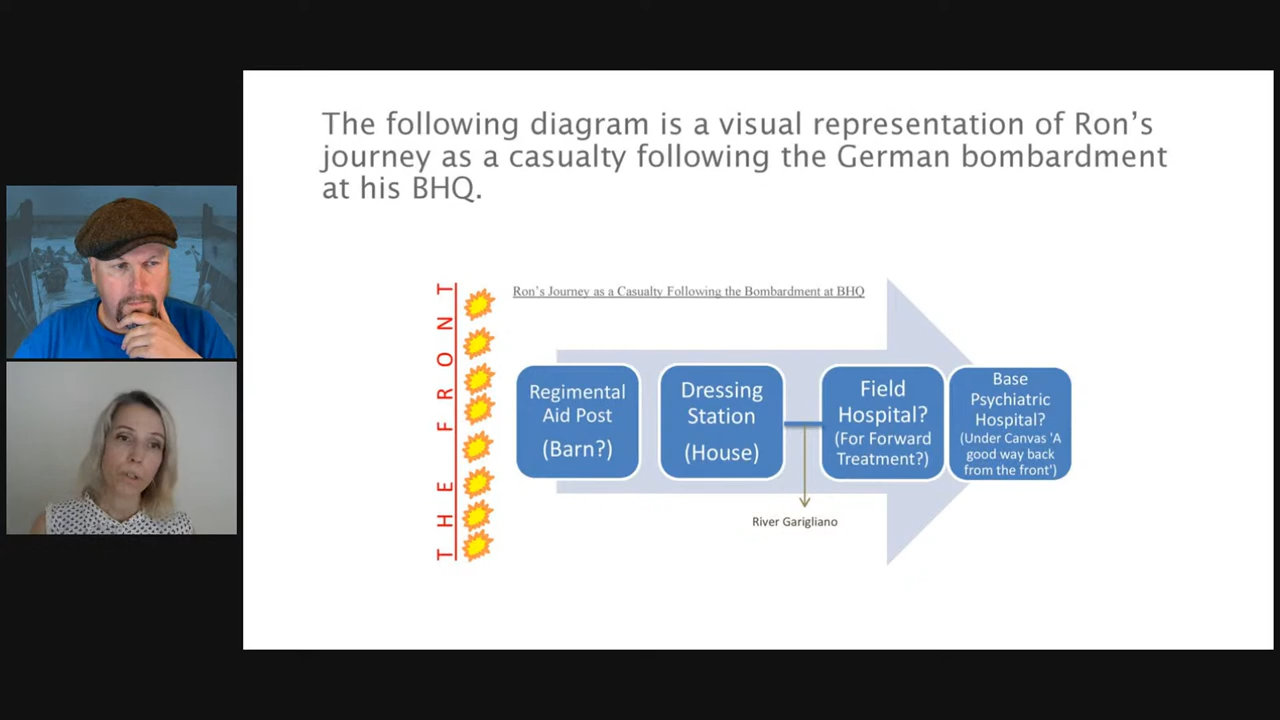 The following diagram is a visual representation of Ron's
journey as a casualty following the German bombardment
at his BHQ.
THE FRONT
Ron's Journey as a Casualty Following the Bombardment at BHQ
Regimental
Aid Post
(Barn?)
Dressing
Station
(House)
Field
Hospital?
(For Forward
Treatment?)
Base
Psychiatric
Hospital?
(Under Canvas 'A
good way back
from the front')
River Garigliano